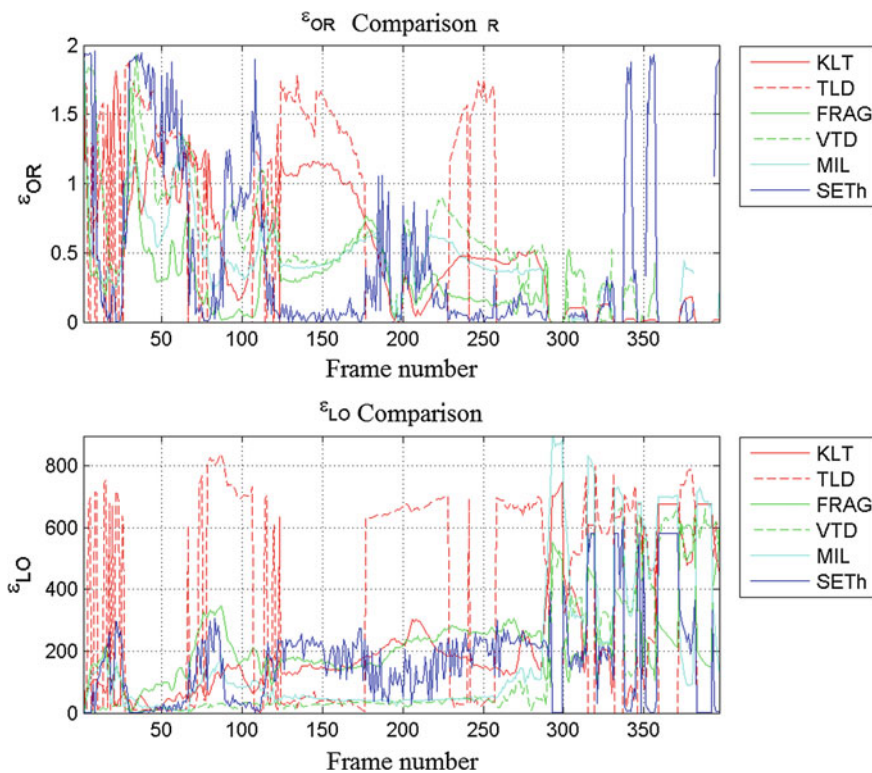 εOR Comparison R
2
1.5
1
0.5
0
εOR
50 100 150 200 250 300 350
Frame number
KLT
TLD
FRAG
VTD
MIL
SETh
εLO Comparison
800
600
400
200
0
εLO
50 100 150 200 250 300 350
Frame number
KLT
TLD
FRAG
VTD
MIL
SETh